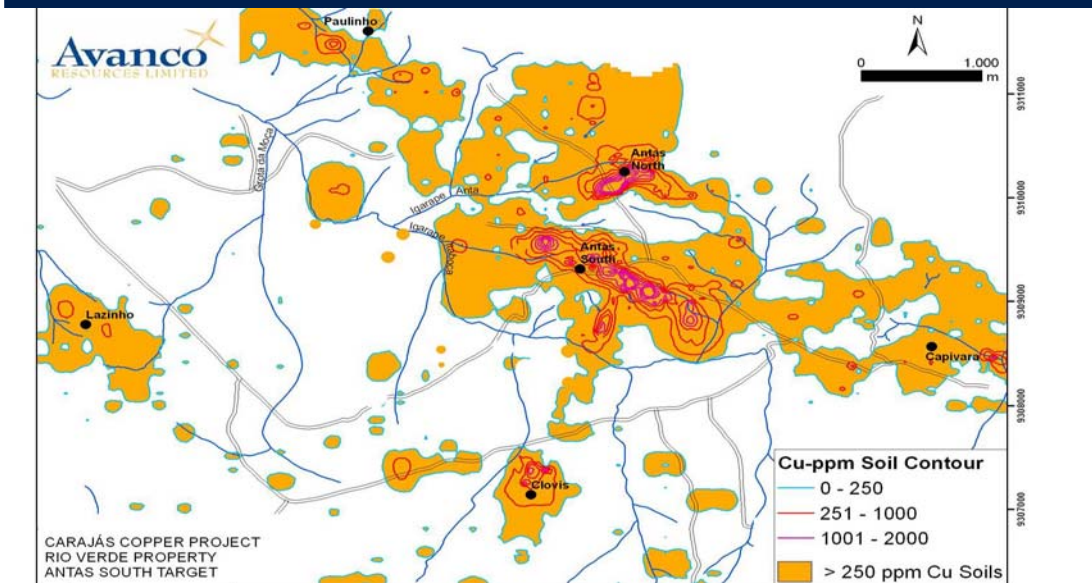 Paulinho
Avanco
RESOURCES LIMITED
N
0 1.000
m
9311000
Grota da Moça
Antas
North
Igarape Anta
9310000
Igarape
Antas
South
9309000
Lazinho
Capivara
9308000
Clovis
9307000
Cu-ppm Soil Contour
0 - 250
251 - 1000
1001 - 2000
> 250 ppm Cu Soils
CARAJÁS COPPER PROJECT
RIO VERDE PROPERTY
ANTAS SOUTH TARGET